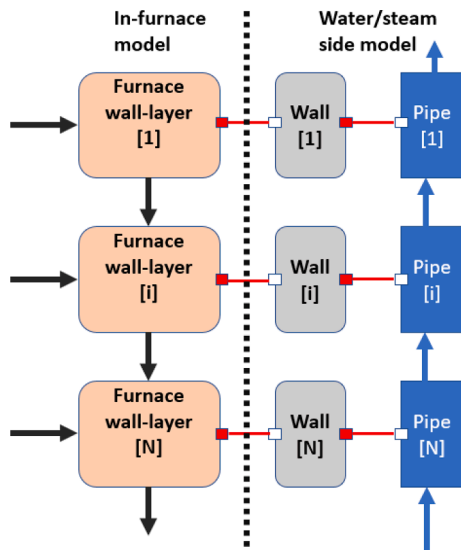 In-furnace
model
Water/steam
side model
Furnace
wall-layer
[1]
Wall
[1]
Pipe
[1]
Furnace
wall-layer
[i]
Wall
[i]
Pipe
[i]
Furnace
wall-layer
[N]
Wall
[N]
Pipe
[N]